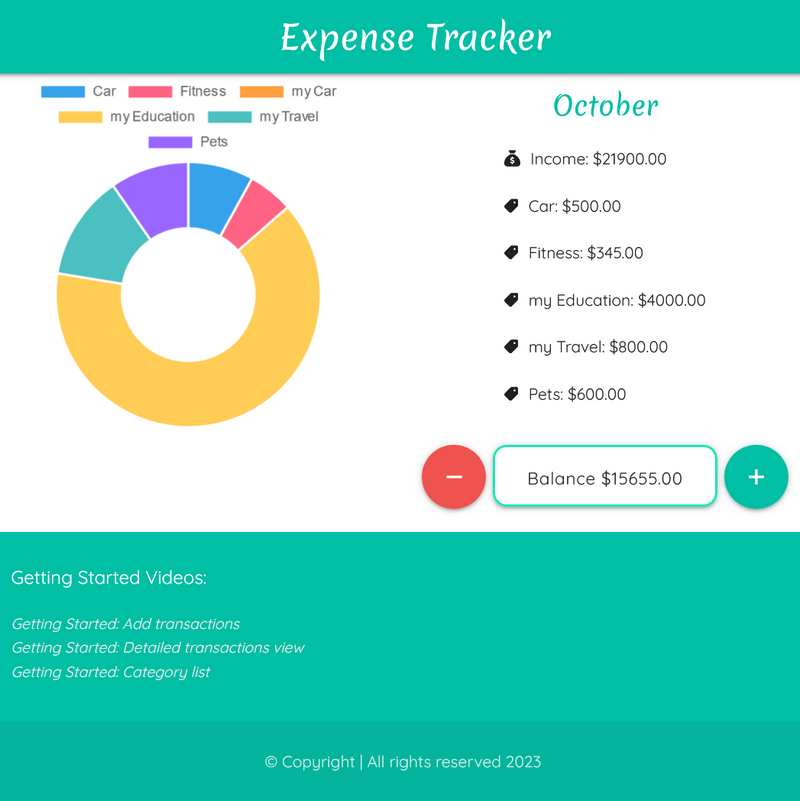 Expense Tracker
Car Fitness my Car
my Education my Travel
Pets
October
Income: $21900.00
Car: $500.00
Fitness: $345.00
my Education: $4000.00
my Travel: $800.00
Pets: $600.00
− Balance $15655.00 +
Getting Started Videos:
Getting Started: Add transactions
Getting Started: Detailed transactions view
Getting Started: Category list
© Copyright | All rights reserved 2023